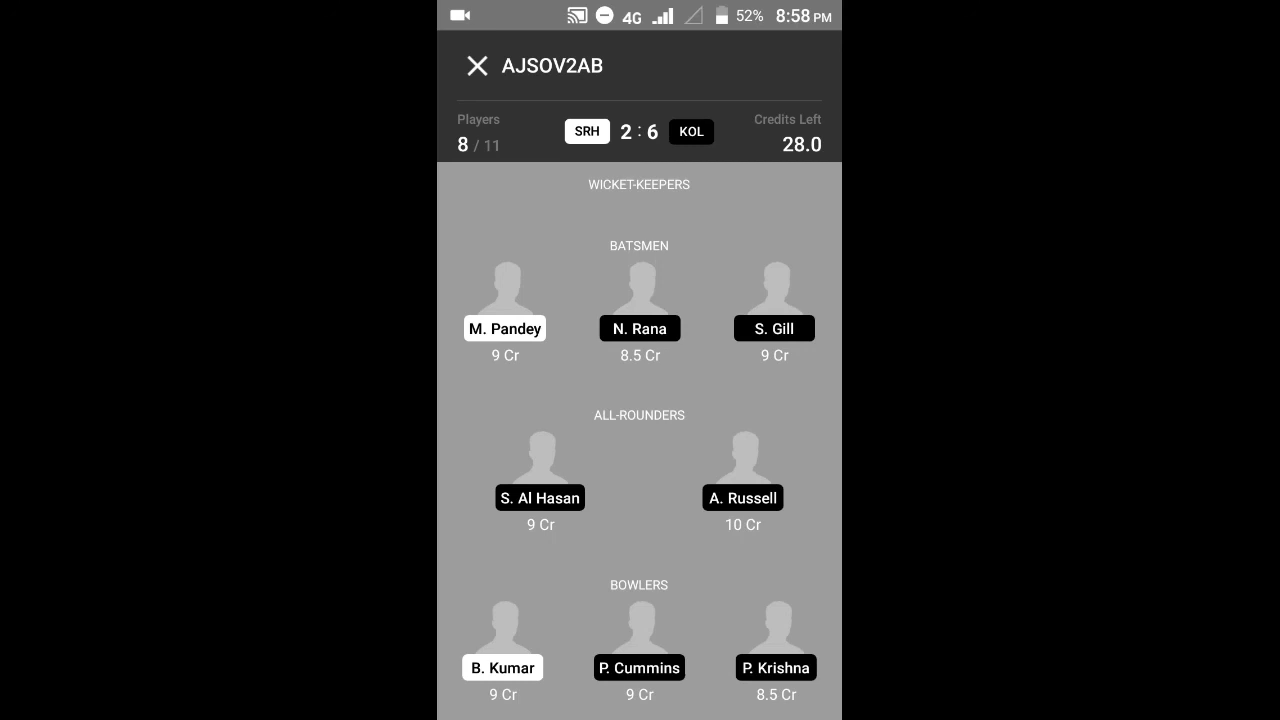 4G 52% 8:58 PM
AJSOV2AB
Players Credits Left
8 / 11 SRH 2 : 6 KOL 28.0
WICKET-KEEPERS
BATSMEN
M. Pandey N. Rana S. Gill
9 Cr 8.5 Cr 9 Cr
ALL-ROUNDERS
S. Al Hasan A. Russell
9 Cr 10 Cr
BOWLERS
B. Kumar P. Cummins P. Krishna
9 Cr 9 Cr 8.5 Cr